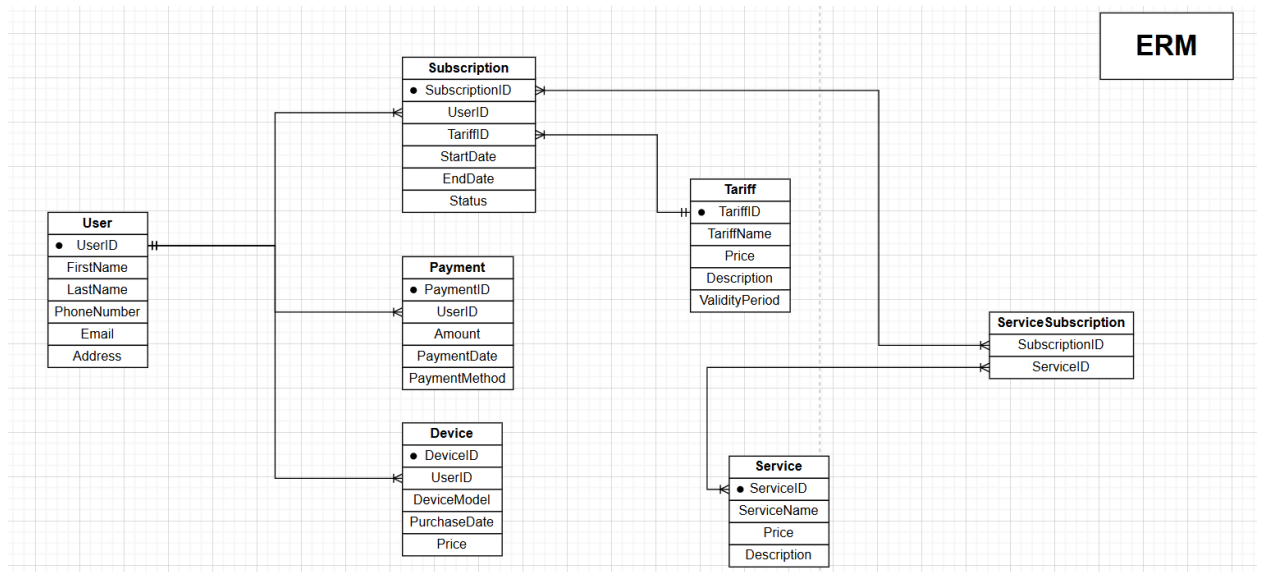 ERM
Subscription
SubscriptionID
UserID
TariffID
StartDate
EndDate
Status
Tariff
TariffID
TariffName
Price
Description
ValidityPeriod
User
UserID
FirstName
LastName
PhoneNumber
Email
Address
Payment
PaymentID
UserID
Amount
PaymentDate
PaymentMethod
ServiceSubscription
SubscriptionID
ServiceID
Device
DeviceID
UserID
DeviceModel
PurchaseDate
Price
Service
ServiceID
ServiceName
Price
Description